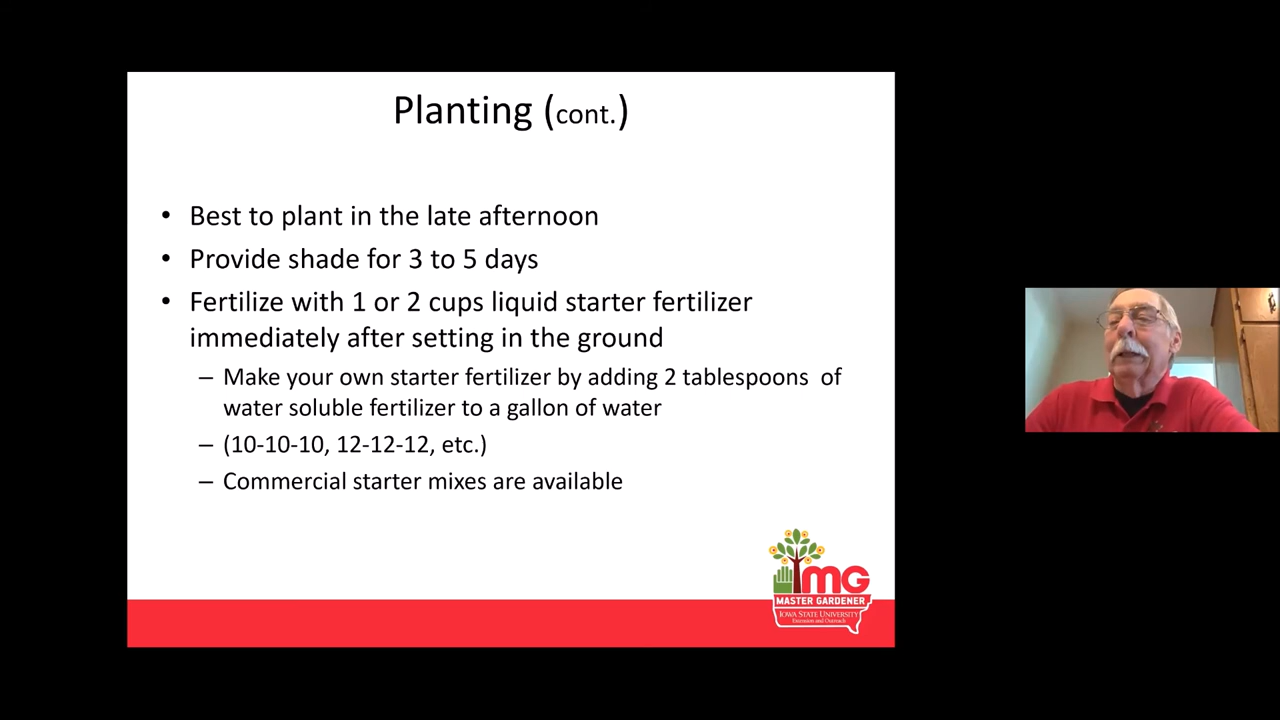 Planting (cont.)
• Best to plant in the late afternoon
• Provide shade for 3 to 5 days
• Fertilize with 1 or 2 cups liquid starter fertilizer
immediately after setting in the ground
– Make your own starter fertilizer by adding 2 tablespoons of
water soluble fertilizer to a gallon of water
– (10-10-10, 12-12-12, etc.)
– Commercial starter mixes are available
MG
MASTER GARDENER
IOWA STATE UNIVERSITY
Extension and Outreach